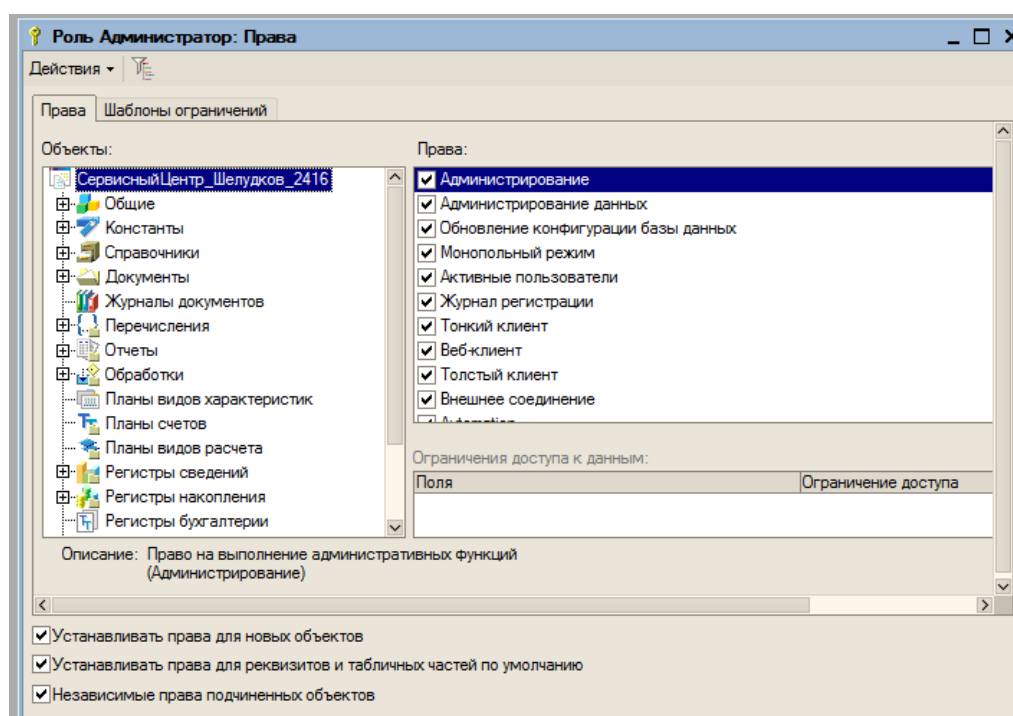 Роль Администратор: Права
Действия
Права Шаблоны ограничений
Объекты:
СервисныйЦентр_Шелудков_2416
Общие
Константы
Справочники
Документы
Журналы документов
Перечисления
Отчеты
Обработки
Планы видов характеристик
Планы счетов
Планы видов расчета
Регистры сведений
Регистры накопления
Регистры бухгалтерии
Права:
Администрирование
Администрирование данных
Обновление конфигурации базы данных
Монопольный режим
Активные пользователи
Журнал регистрации
Тонкий клиент
Веб-клиент
Толстый клиент
Внешнее соединение
Automation
Ограничения доступа к данным:
Поля Ограничение доступа
Описание: Право на выполнение административных функций
(Администрирование)
Устанавливать права для новых объектов
Устанавливать права для реквизитов и табличных частей по умолчанию
Независимые права подчиненных объектов